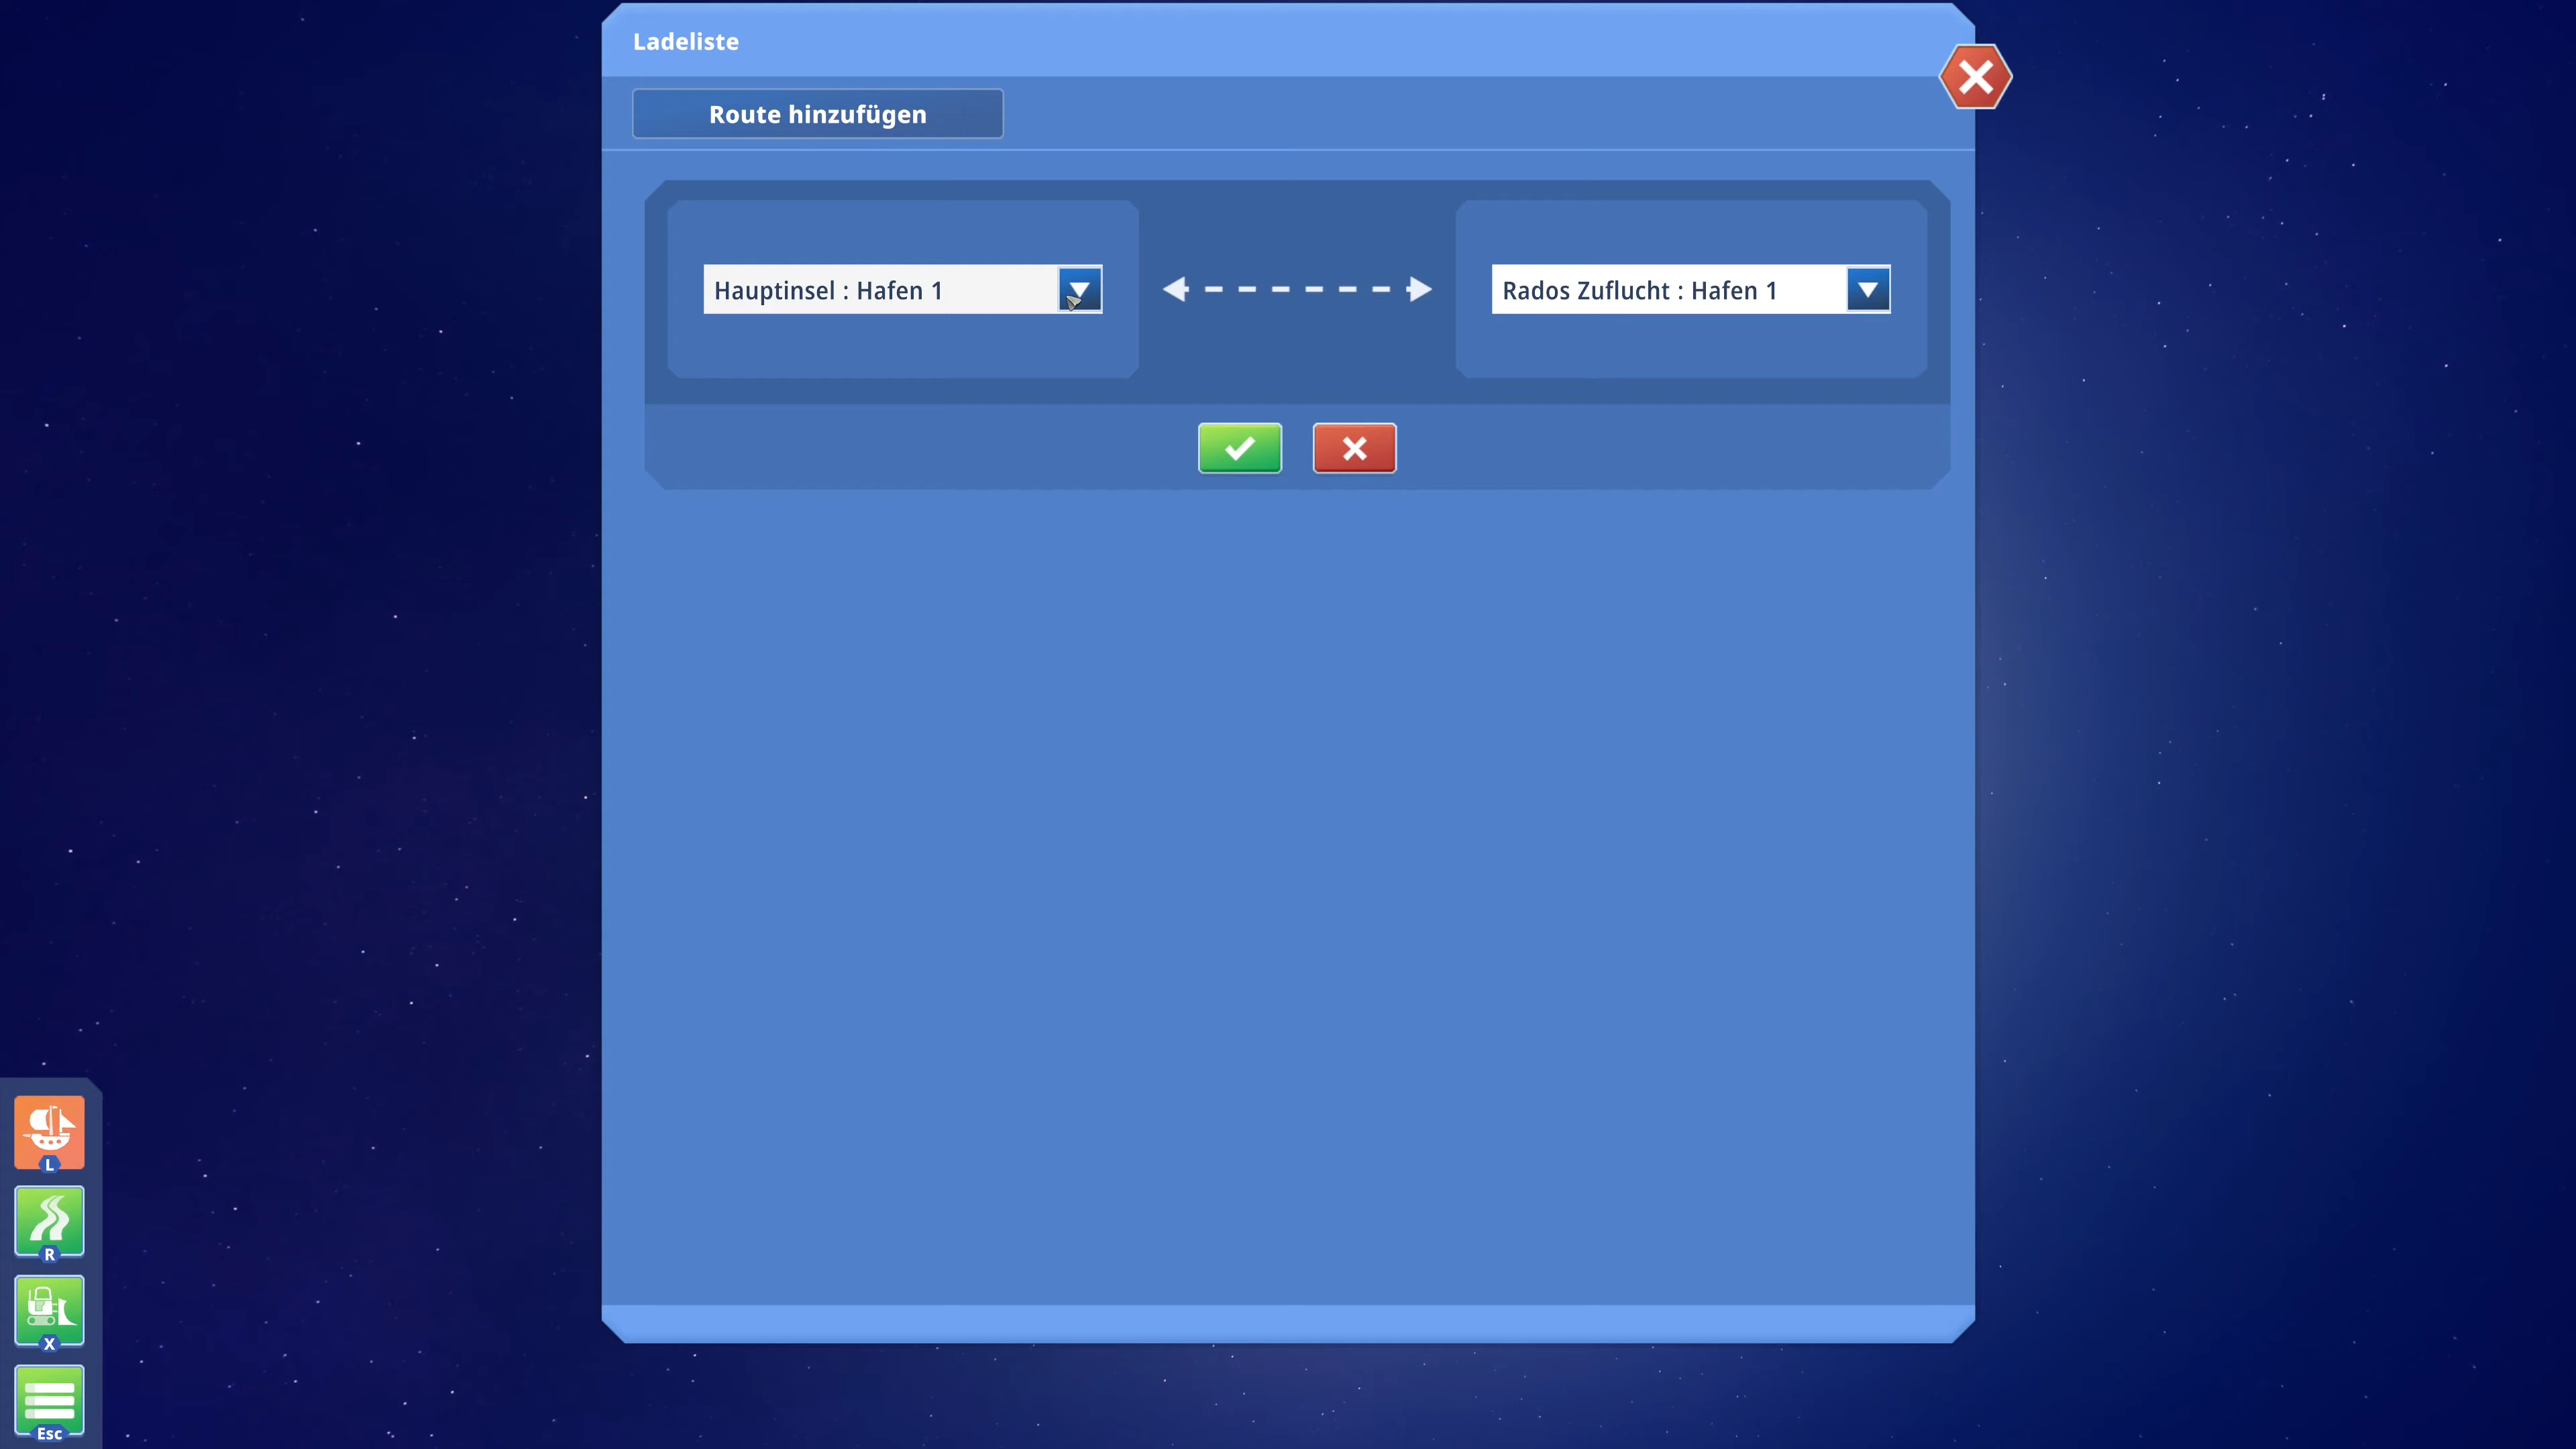 Ladeliste
Route hinzufügen
Hauptinsel : Hafen 1
Rados Zuflucht : Hafen 1
L
R
X
Esc